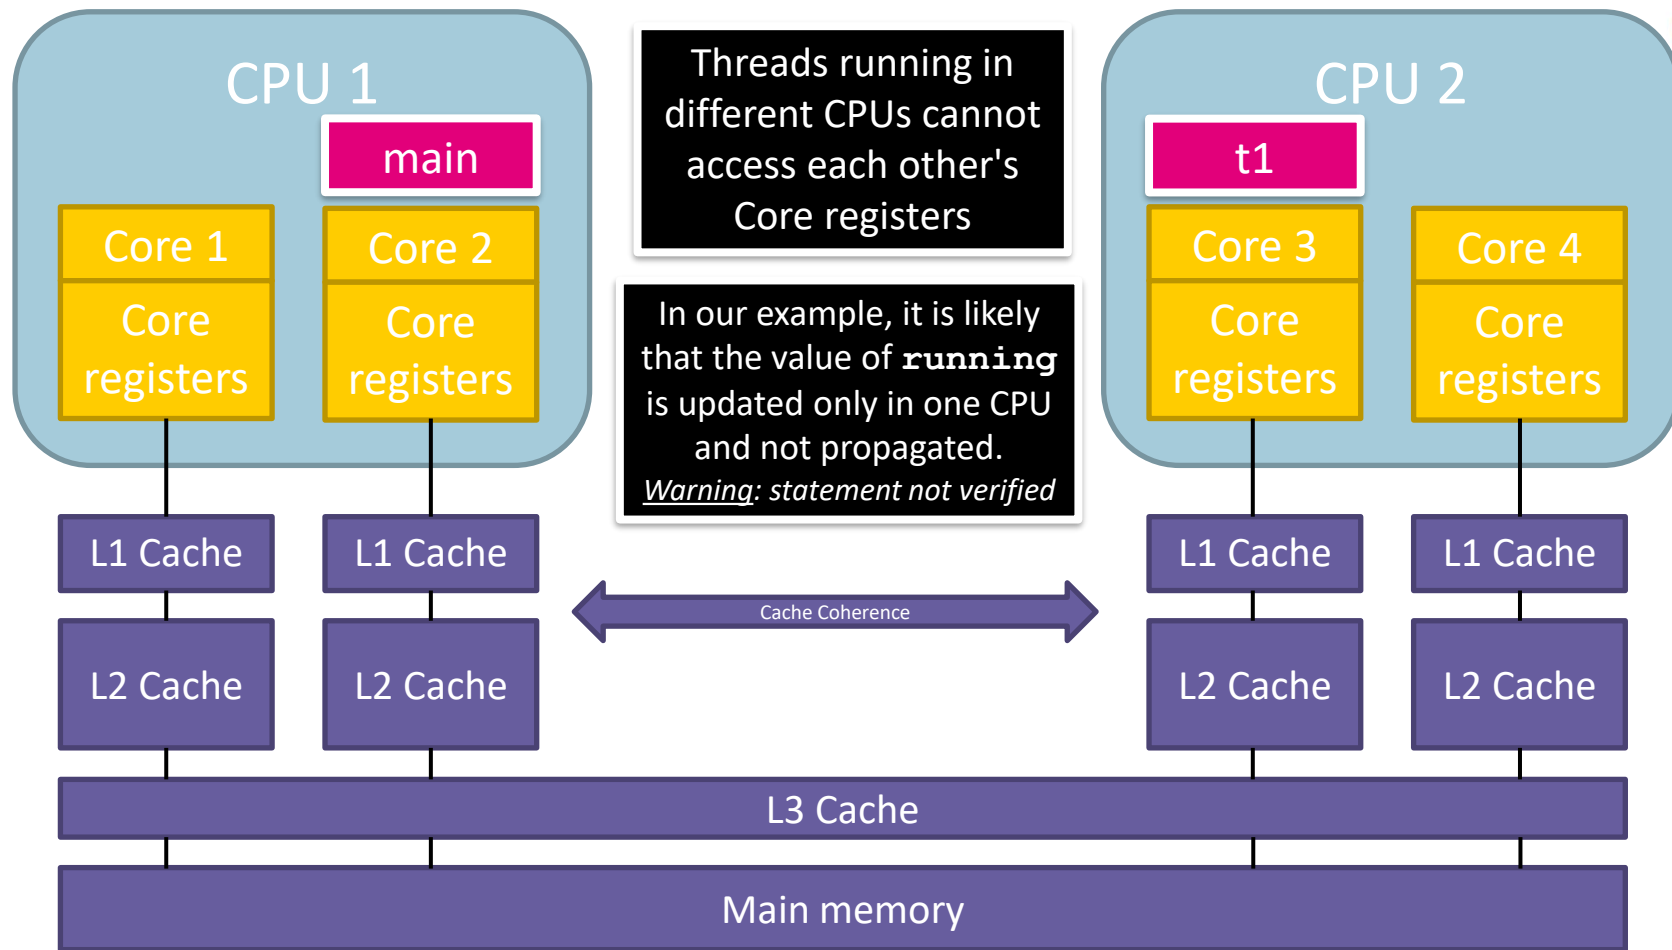 CPU 1
main
Core 1
Core
registers
Core 2
Core
registers
Threads running in
different CPUs cannot
access each other's
Core registers
In our example, it is likely
that the value of running
is updated only in one CPU
and not propagated.
Warning: statement not verified
CPU 2
t1
Core 3
Core
registers
Core 4
Core
registers
L1 Cache
L1 Cache
L1 Cache
L1 Cache
Cache Coherence
L2 Cache
L2 Cache
L2 Cache
L2 Cache
L3 Cache
Main memory